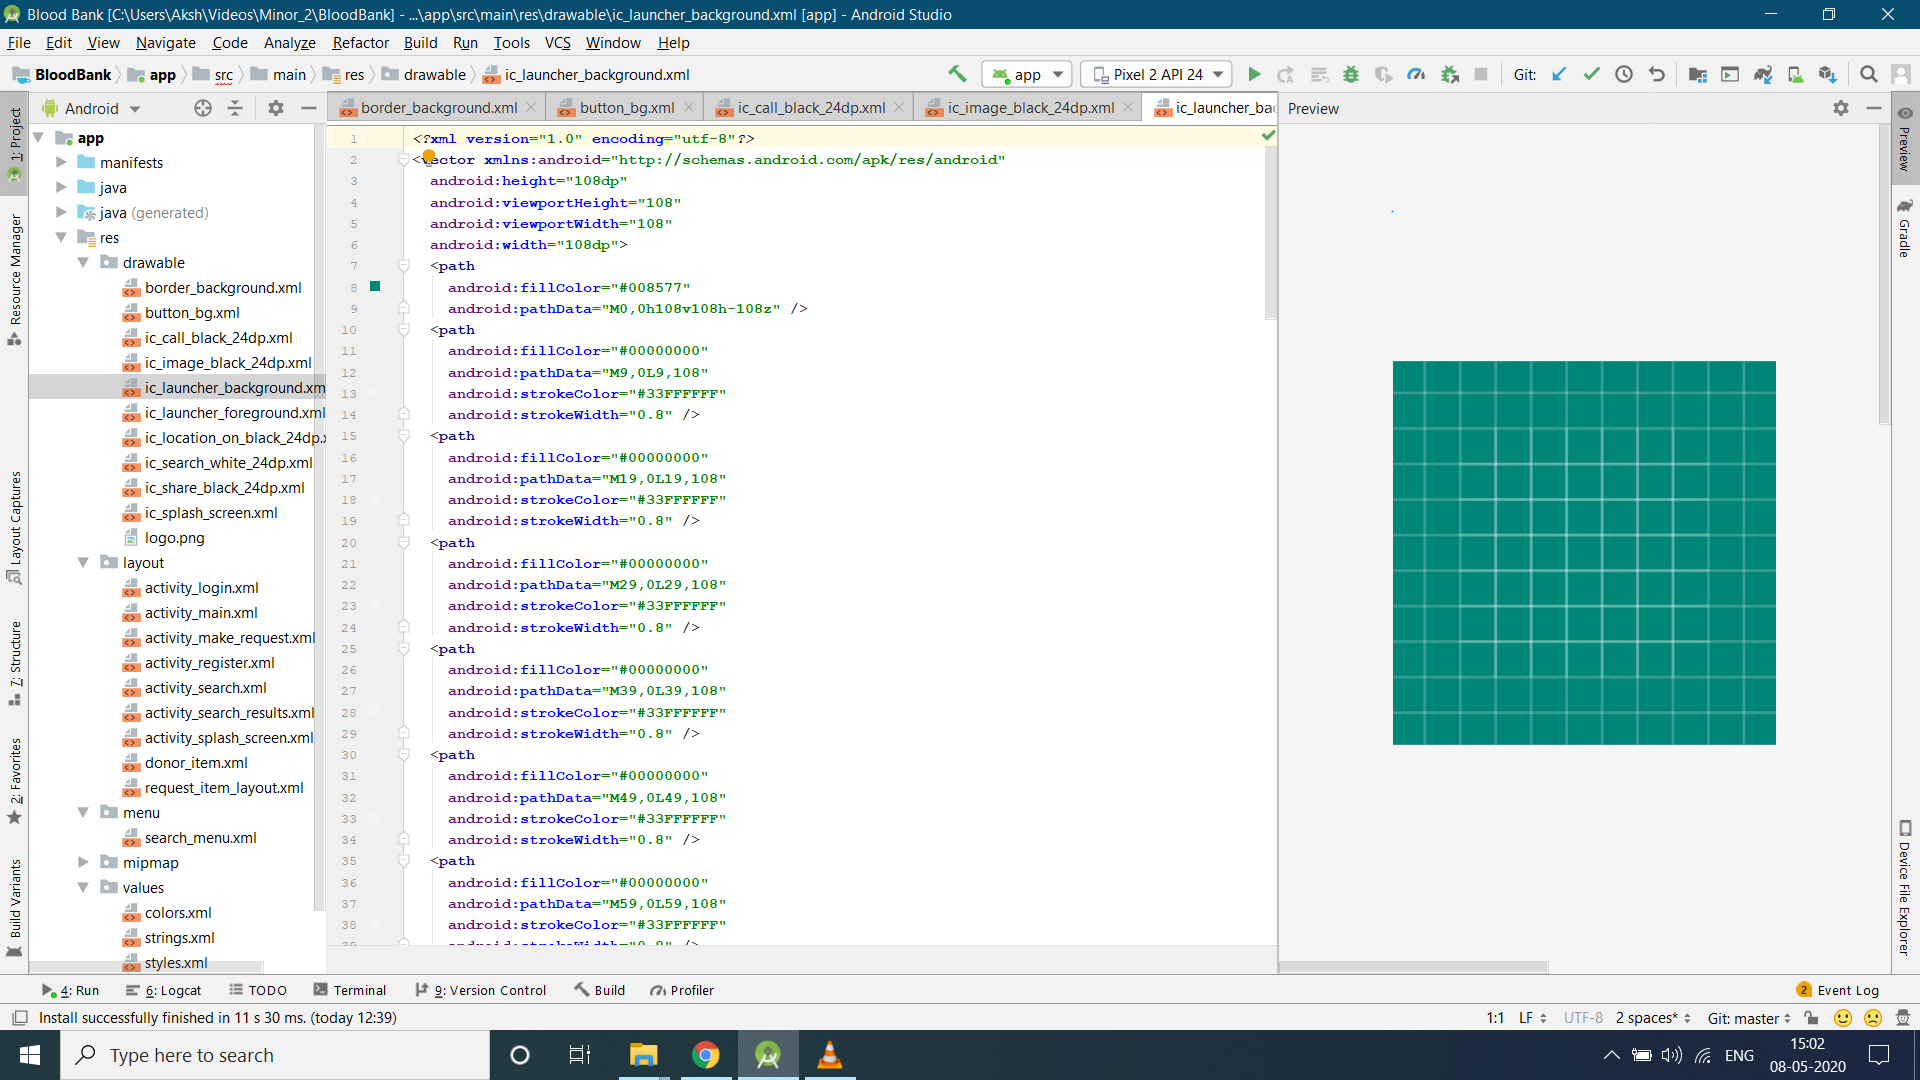 Blood Bank [C:\Users\Aksh\Videos\Minor_2\BloodBank] - ...\app\src\main\res\drawable\ic_launcher_background.xml [app] - Android Studio
File Edit View Navigate Code Analyze Refactor Build Run Tools VCS Window Help
BloodBank app src main res drawable ic_launcher_background.xml app Pixel 2 API 24 Git:
Android border_background.xml button_bg.xml ic_call_black_24dp.xml ic_image_black_24dp.xml ic_launcher_bac Preview
1: Project
Resource Manager
Layout Captures
7: Structure
2: Favorites
Build Variants
app
manifests
java
java (generated)
res
drawable
border_background.xml
button_bg.xml
ic_call_black_24dp.xml
ic_image_black_24dp.xml
ic_launcher_background.xm
ic_launcher_foreground.xml
ic_location_on_black_24dp.x
ic_search_white_24dp.xml
ic_share_black_24dp.xml
ic_splash_screen.xml
logo.png
layout
activity_login.xml
activity_main.xml
activity_make_request.xml
activity_register.xml
activity_search.xml
activity_search_results.xml
activity_splash_screen.xml
donor_item.xml
request_item_layout.xml
menu
search_menu.xml
mipmap
values
colors.xml
strings.xml
styles.xml
1 <?xml version="1.0" encoding="utf-8"?>
2 <vector xmlns:android="http://schemas.android.com/apk/res/android"
3 android:height="108dp"
4 android:viewportHeight="108"
5 android:viewportWidth="108"
6 android:width="108dp">
7 <path
8 android:fillColor="#008577"
9 android:pathData="M0,0h108v108h-108z" />
10 <path
11 android:fillColor="#00000000"
12 android:pathData="M9,0L9,108"
13 android:strokeColor="#33FFFFFF"
14 android:strokeWidth="0.8" />
15 <path
16 android:fillColor="#00000000"
17 android:pathData="M19,0L19,108"
18 android:strokeColor="#33FFFFFF"
19 android:strokeWidth="0.8" />
20 <path
21 android:fillColor="#00000000"
22 android:pathData="M29,0L29,108"
23 android:strokeColor="#33FFFFFF"
24 android:strokeWidth="0.8" />
25 <path
26 android:fillColor="#00000000"
27 android:pathData="M39,0L39,108"
28 android:strokeColor="#33FFFFFF"
29 android:strokeWidth="0.8" />
30 <path
31 android:fillColor="#00000000"
32 android:pathData="M49,0L49,108"
33 android:strokeColor="#33FFFFFF"
34 android:strokeWidth="0.8" />
35 <path
36 android:fillColor="#00000000"
37 android:pathData="M59,0L59,108"
38 android:strokeColor="#33FFFFFF"
39 android:strokeWidth="0.8" />
Preview
Gradle
Device File Explorer
4: Run 6: Logcat TODO Terminal 9: Version Control Build Profiler 2 Event Log
Install successfully finished in 11 s 30 ms. (today 12:39) 1:1 LF UTF-8 2 spaces* Git: master
Type here to search ENG 15:02
08-05-2020